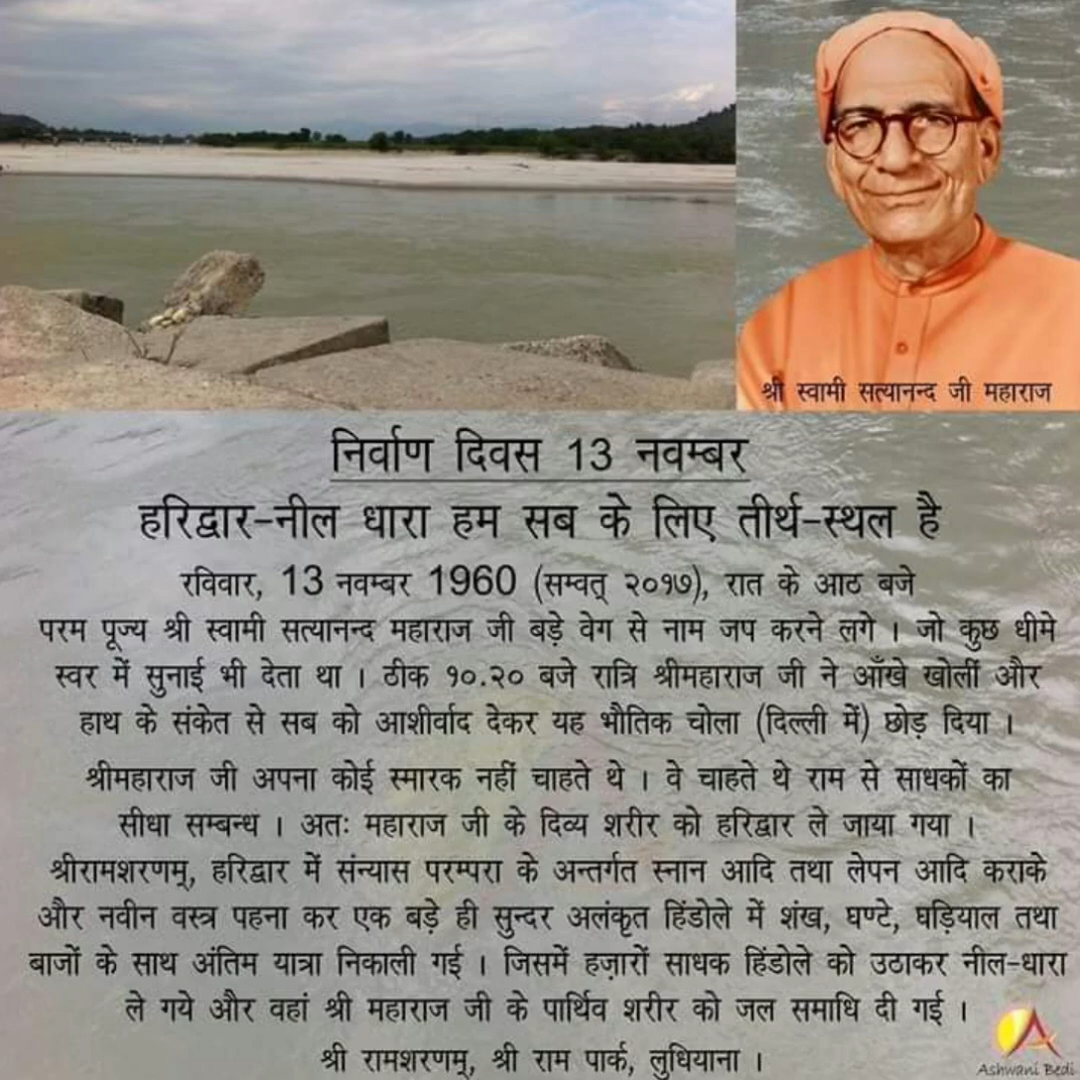 श्री स्वामी सत्यानन्द जी महाराज
निर्वाण दिवस 13 नवम्बर
हरिद्वार-नील धारा हम सब के लिए तीर्थ-स्थल है
रविवार, 13 नवम्बर 1960 (सम्वत् २०१७), रात के आठ बजे
परम पूज्य श्री स्वामी सत्यानन्द महाराज जी बड़े वेग से नाम जप करने लगे । जो कुछ धीमे
स्वर में सुनाई भी देता था । ठीक १०.२० बजे रात्रि श्रीमहाराज जी ने आँखे खोलीं और
हाथ के संकेत से सब को आशीर्वाद देकर यह भौतिक चोला (दिल्ली में) छोड़ दिया ।
श्रीमहाराज जी अपना कोई स्मारक नहीं चाहते थे । वे चाहते थे राम से साधकों का
सीधा सम्बन्ध । अतः महाराज जी के दिव्य शरीर को हरिद्वार ले जाया गया ।
श्रीरामशरणम्, हरिद्वार में संन्यास परम्परा के अन्तर्गत स्नान आदि तथा लेपन आदि कराके
और नवीन वस्त्र पहना कर एक बड़े ही सुन्दर अलंकृत हिंडोले में शंख, घण्टे, घड़ियाल तथा
बाजों के साथ अंतिम यात्रा निकाली गई । जिसमें हज़ारों साधक हिंडोले को उठाकर नील-धारा
ले गये और वहां श्री महाराज जी के पार्थिव शरीर को जल समाधि दी गई ।
श्री रामशरणम्, श्री राम पार्क, लुधियाना ।
Ashwani Bedi